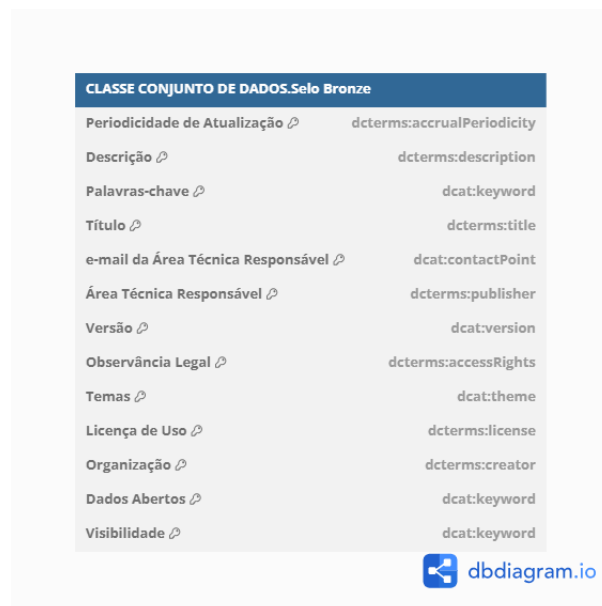 CLASSE CONJUNTO DE DADOS.Selo Bronze
Periodicidade de Atualização dcterms:accrualPeriodicity
Descrição dcterms:description
Palavras-chave dcat:keyword
Título dcterms:title
e-mail da Área Técnica Responsável dcat:contactPoint
Área Técnica Responsável dcterms:publisher
Versão dcat:version
Observância Legal dcterms:accessRights
Temas dcat:theme
Licença de Uso dcterms:license
Organização dcterms:creator
Dados Abertos dcat:keyword
Visibilidade dcat:keyword
dbdiagram.io